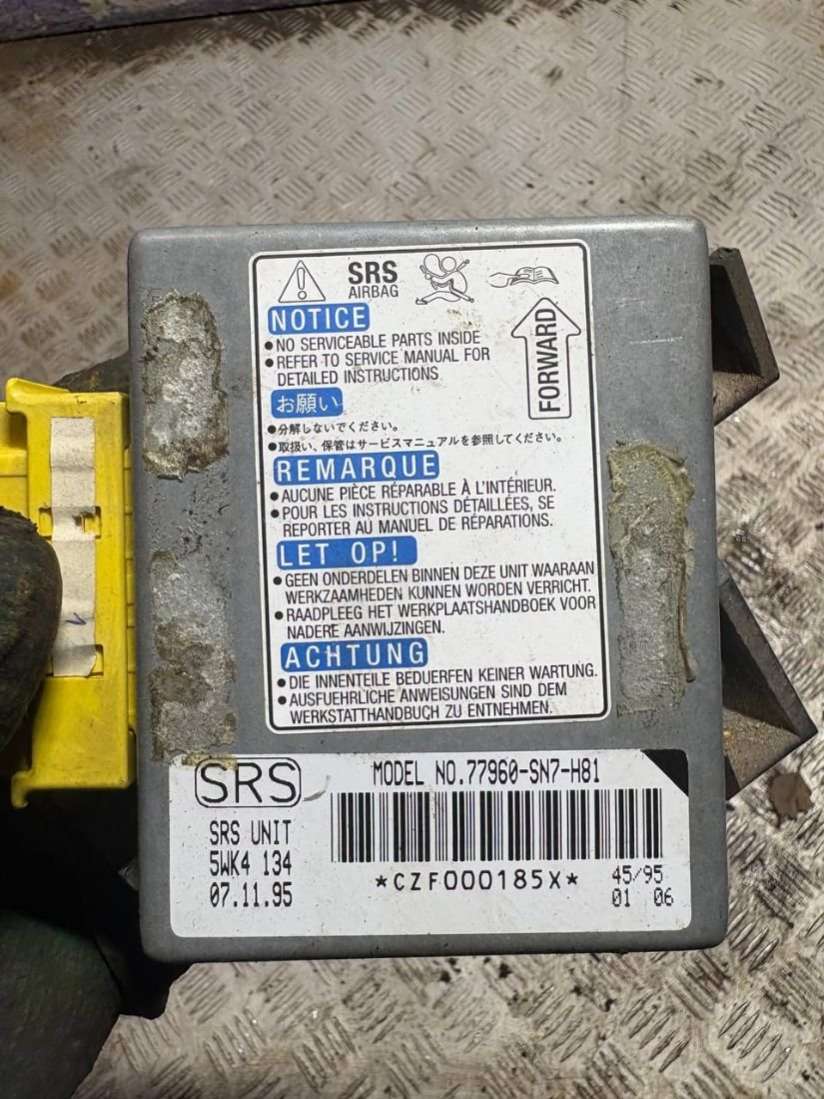 SRS
AIRBAG
FORWARD
NOTICE
● NO SERVICEABLE PARTS INSIDE
● REFER TO SERVICE MANUAL FOR
DETAILED INSTRUCTIONS
お願い
●分解しないでください。
●取扱い、保管はサービスマニュアルを参照してください。
REMARQUE
● AUCUNE PIÈCE RÉPARABLE À L'INTÉRIEUR.
● POUR LES INSTRUCTIONS DÉTAILLÉES, SE
REPORTER AU MANUEL DE RÉPARATIONS.
LET OP!
● GEEN ONDERDELEN BINNEN DEZE UNIT WAARAAN
WERKZAAMHEDEN KUNNEN WORDEN VERRICHT.
● RAADPLEEG HET WERKPLAATSHANDBOEK VOOR
NADERE AANWIJZINGEN.
ACHTUNG
● DIE INNENTEILE BEDUERFEN KEINER WARTUNG.
● AUSFUEHRLICHE ANWEISUNGEN SIND DEM
WERKSTATTHANDBUCH ZU ENTNEHMEN.
SRS
MODEL NO.77960-SN7-H81
SRS UNIT
5WK4 134
07.11.95
*CZF000185X*
45/95
01 06